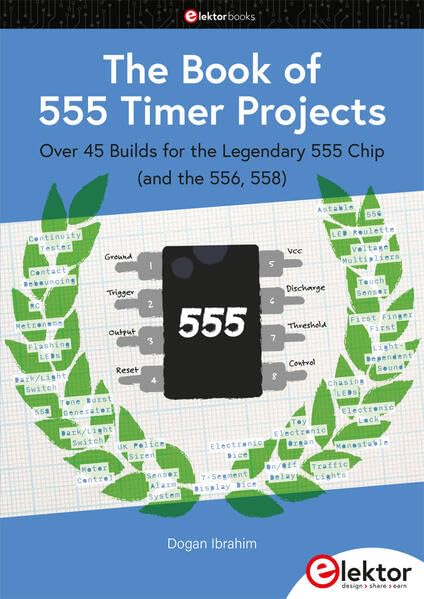 elektorbooks
The Book of
555 Timer Projects
Over 45 Builds for the Legendary 555 Chip
(and the 556, 558)
Continuity
Tester
Contact
Debouncing
RC
Metronome
Flashing
LEDs
Dark/Light
Switch
558
Tone Burst
Generator
Dark/Light
Switch
UK Police
Siren
Motor
Control
Sensor
Alarm
System
Ground
1
Trigger
2
Output
3
Reset
4
555
Vcc
5
Discharge
6
Threshold
7
Control
8
Astable
556
LED Roulette
Voltage
Multipliers
Touch
Sensor
First Finger
First
Light-
Dependent
Sound
Chasing
LEDs
Electronic
Lock
Toy
Electronic
Organ
Monostable
Electronic
Dice
7-Segment
Display Dice
On/Off
Delay
Traffic
Lights
Dogan Ibrahim
elektor
design > share > earn